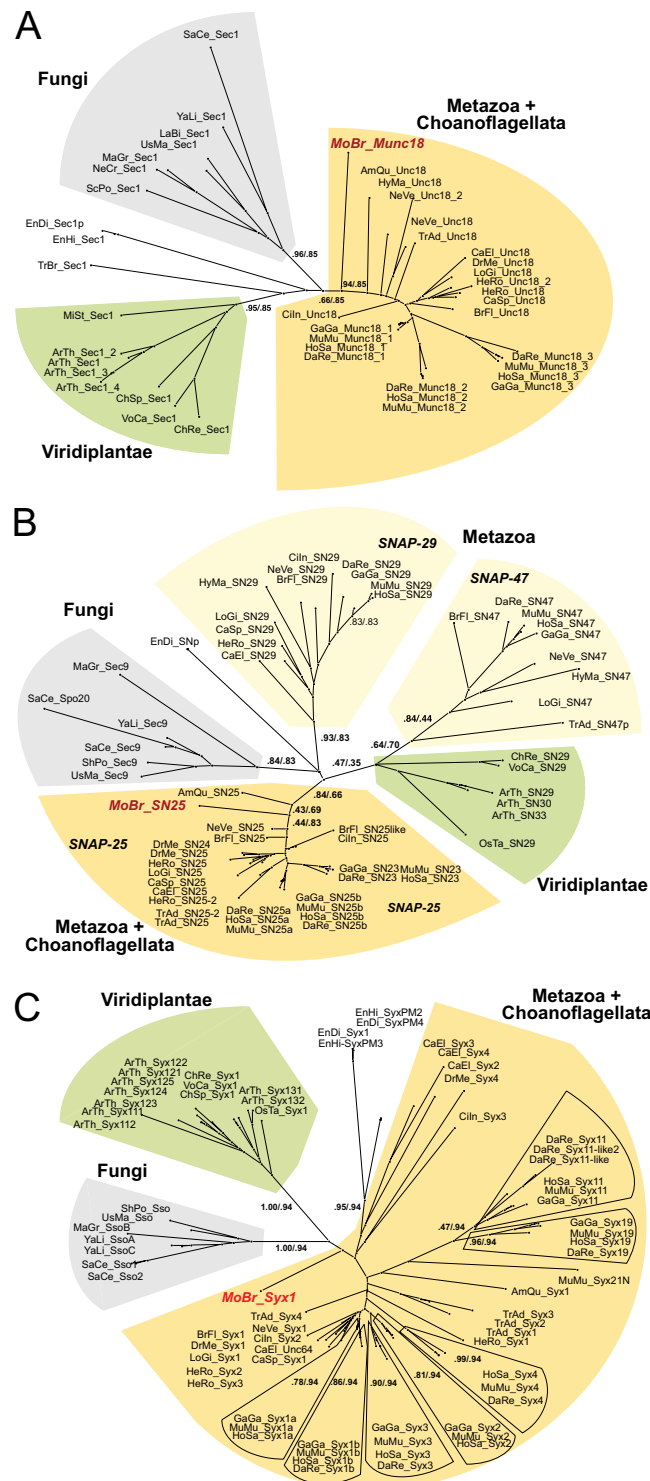 A
Fungi
SaCe_Sec1
YaLi_Sec1
LaBi_Sec1
UsMa_Sec1
MaGr_Sec1
NeCr_Sec1
ScPo_Sec1
EnDi_Sec1p
EnHi_Sec1
TrBr_Sec1
.96/.85
.95/.85
.66/.85
.94/.85
MiSt_Sec1
ArTh_Sec1_2
ArTh_Sec1
ArTh_Sec1_3
ArTh_Sec1_4
ChSp_Sec1
VoCa_Sec1
ChRe_Sec1
Viridiplantae
Metazoa +
Choanoflagellata
MoBr_Munc18
AmQu_Unc18
HyMa_Unc18
NeVe_Unc18_2
NeVe_Unc18
TrAd_Unc18
CaEl_Unc18
DrMe_Unc18
LoGi_Unc18
HeRo_Unc18_2
HeRo_Unc18
CaSp_Unc18
BrFl_Unc18
CiIn_Unc18
GaGa_Munc18_1
MuMu_Munc18_1
HoSa_Munc18_1
DaRe_Munc18_1
DaRe_Munc18_2
HoSa_Munc18_2
MuMu_Munc18_2
DaRe_Munc18_3
MuMu_Munc18_3
HoSa_Munc18_3
GaGa_Munc18_3
B
SNAP-29
Metazoa
CiIn_SN29
NeVe_SN29
BrFl_SN29
DaRe_SN29
GaGa_SN29
MuMu_SN29
HoSa_SN29
HyMa_SN29
.83/.83
LoGi_SN29
CaSp_SN29
HeRo_SN29
CaEl_SN29
SNAP-47
DaRe_SN47
BrFl_SN47
MuMu_SN47
HoSa_SN47
GaGa_SN47
NeVe_SN47
HyMa_SN47
LoGi_SN47
TrAd_SN47p
Fungi
EnDi_SNp
MaGr_Sec9
SaCe_Spo20
YaLi_Sec9
SaCe_Sec9
ShPo_Sec9
UsMa_Sec9
.93/.83
.84/.44
.64/.70
.84/.83
.47/.35
.84/.66
.43/.69
.44/.83
ChRe_SN29
VoCa_SN29
ArTh_SN29
ArTh_SN30
ArTh_SN33
OsTa_SN29
Viridiplantae
AmQu_SN25
MoBr_SN25
NeVe_SN25
BrFl_SN25
BrFl_SN25like
CiIn_SN25
SNAP-25
DrMe_SN24
DrMe_SN25
HeRo_SN25
LoGi_SN25
CaSp_SN25
CaEl_SN25
HeRo_SN25-2
TrAd_SN25-2
TrAd_SN25
GaGa_SN23
DaRe_SN23
MuMu_SN23
HoSa_SN23
DaRe_SN25a
HoSa_SN25a
MuMu_SN25a
GaGa_SN25b
MuMu_SN25b
HoSa_SN25b
DaRe_SN25b
SNAP-25
Metazoa +
Choanoflagellata
C
Viridiplantae
ArTh_Syx122
ArTh_Syx121
ArTh_Syx125
ArTh_Syx124
ArTh_Syx123
ArTh_Syx111
ArTh_Syx112
ChRe_Syx1
VoCa_Syx1
ChSp_Syx1
ArTh_Syx131
ArTh_Syx132
OsTa_Syx1
EnHi_SyxPM2
EnDi_SyxPM4
EnDi_Syx1
EnHi-SyxPM3
Metazoa +
Choanoflagellata
CaEl_Syx3
CaEl_Syx4
CaEl_Syx2
DrMe_Syx4
CiIn_Syx3
DaRe_Syx11
DaRe_Syx11-like2
DaRe_Syx11-like
HoSa_Syx11
MuMu_Syx11
GaGa_Syx11
GaGa_Syx19
MuMu_Syx19
HoSa_Syx19
DaRe_Syx19
MuMu_Syx21N
AmQu_Syx1
Fungi
ShPo_Sso
UsMa_Sso
MaGr_SsoB
YaLi_SsoA
YaLi_SsoC
SaCe_Sso1
SaCe_Sso2
1.00/.94
1.00/.94
.95/.94
.47/.94
.96/.94
MoBr_Syx1
TrAd_Syx4
NeVe_Syx1
BrFl_Syx1
CiIn_Syx2
DrMe_Syx1
CaEl_Unc64
LoGi_Syx1
CaSp_Syx1
HeRo_Syx2
HeRo_Syx3
TrAd_Syx3
TrAd_Syx2
TrAd_Syx1
HeRo_Syx1
.78/.94
.86/.94
.90/.94
.81/.94
.99/.94
HoSa_Syx4
MuMu_Syx4
DaRe_Syx4
GaGa_Syx1a
MuMu_Syx1a
HoSa_Syx1a
GaGa_Syx1b
MuMu_Syx1b
HoSa_Syx1b
DaRe_Syx1b
GaGa_Syx3
MuMu_Syx3
HoSa_Syx3
DaRe_Syx3
GaGa_Syx2
MuMu_Syx2
HoSa_Syx2